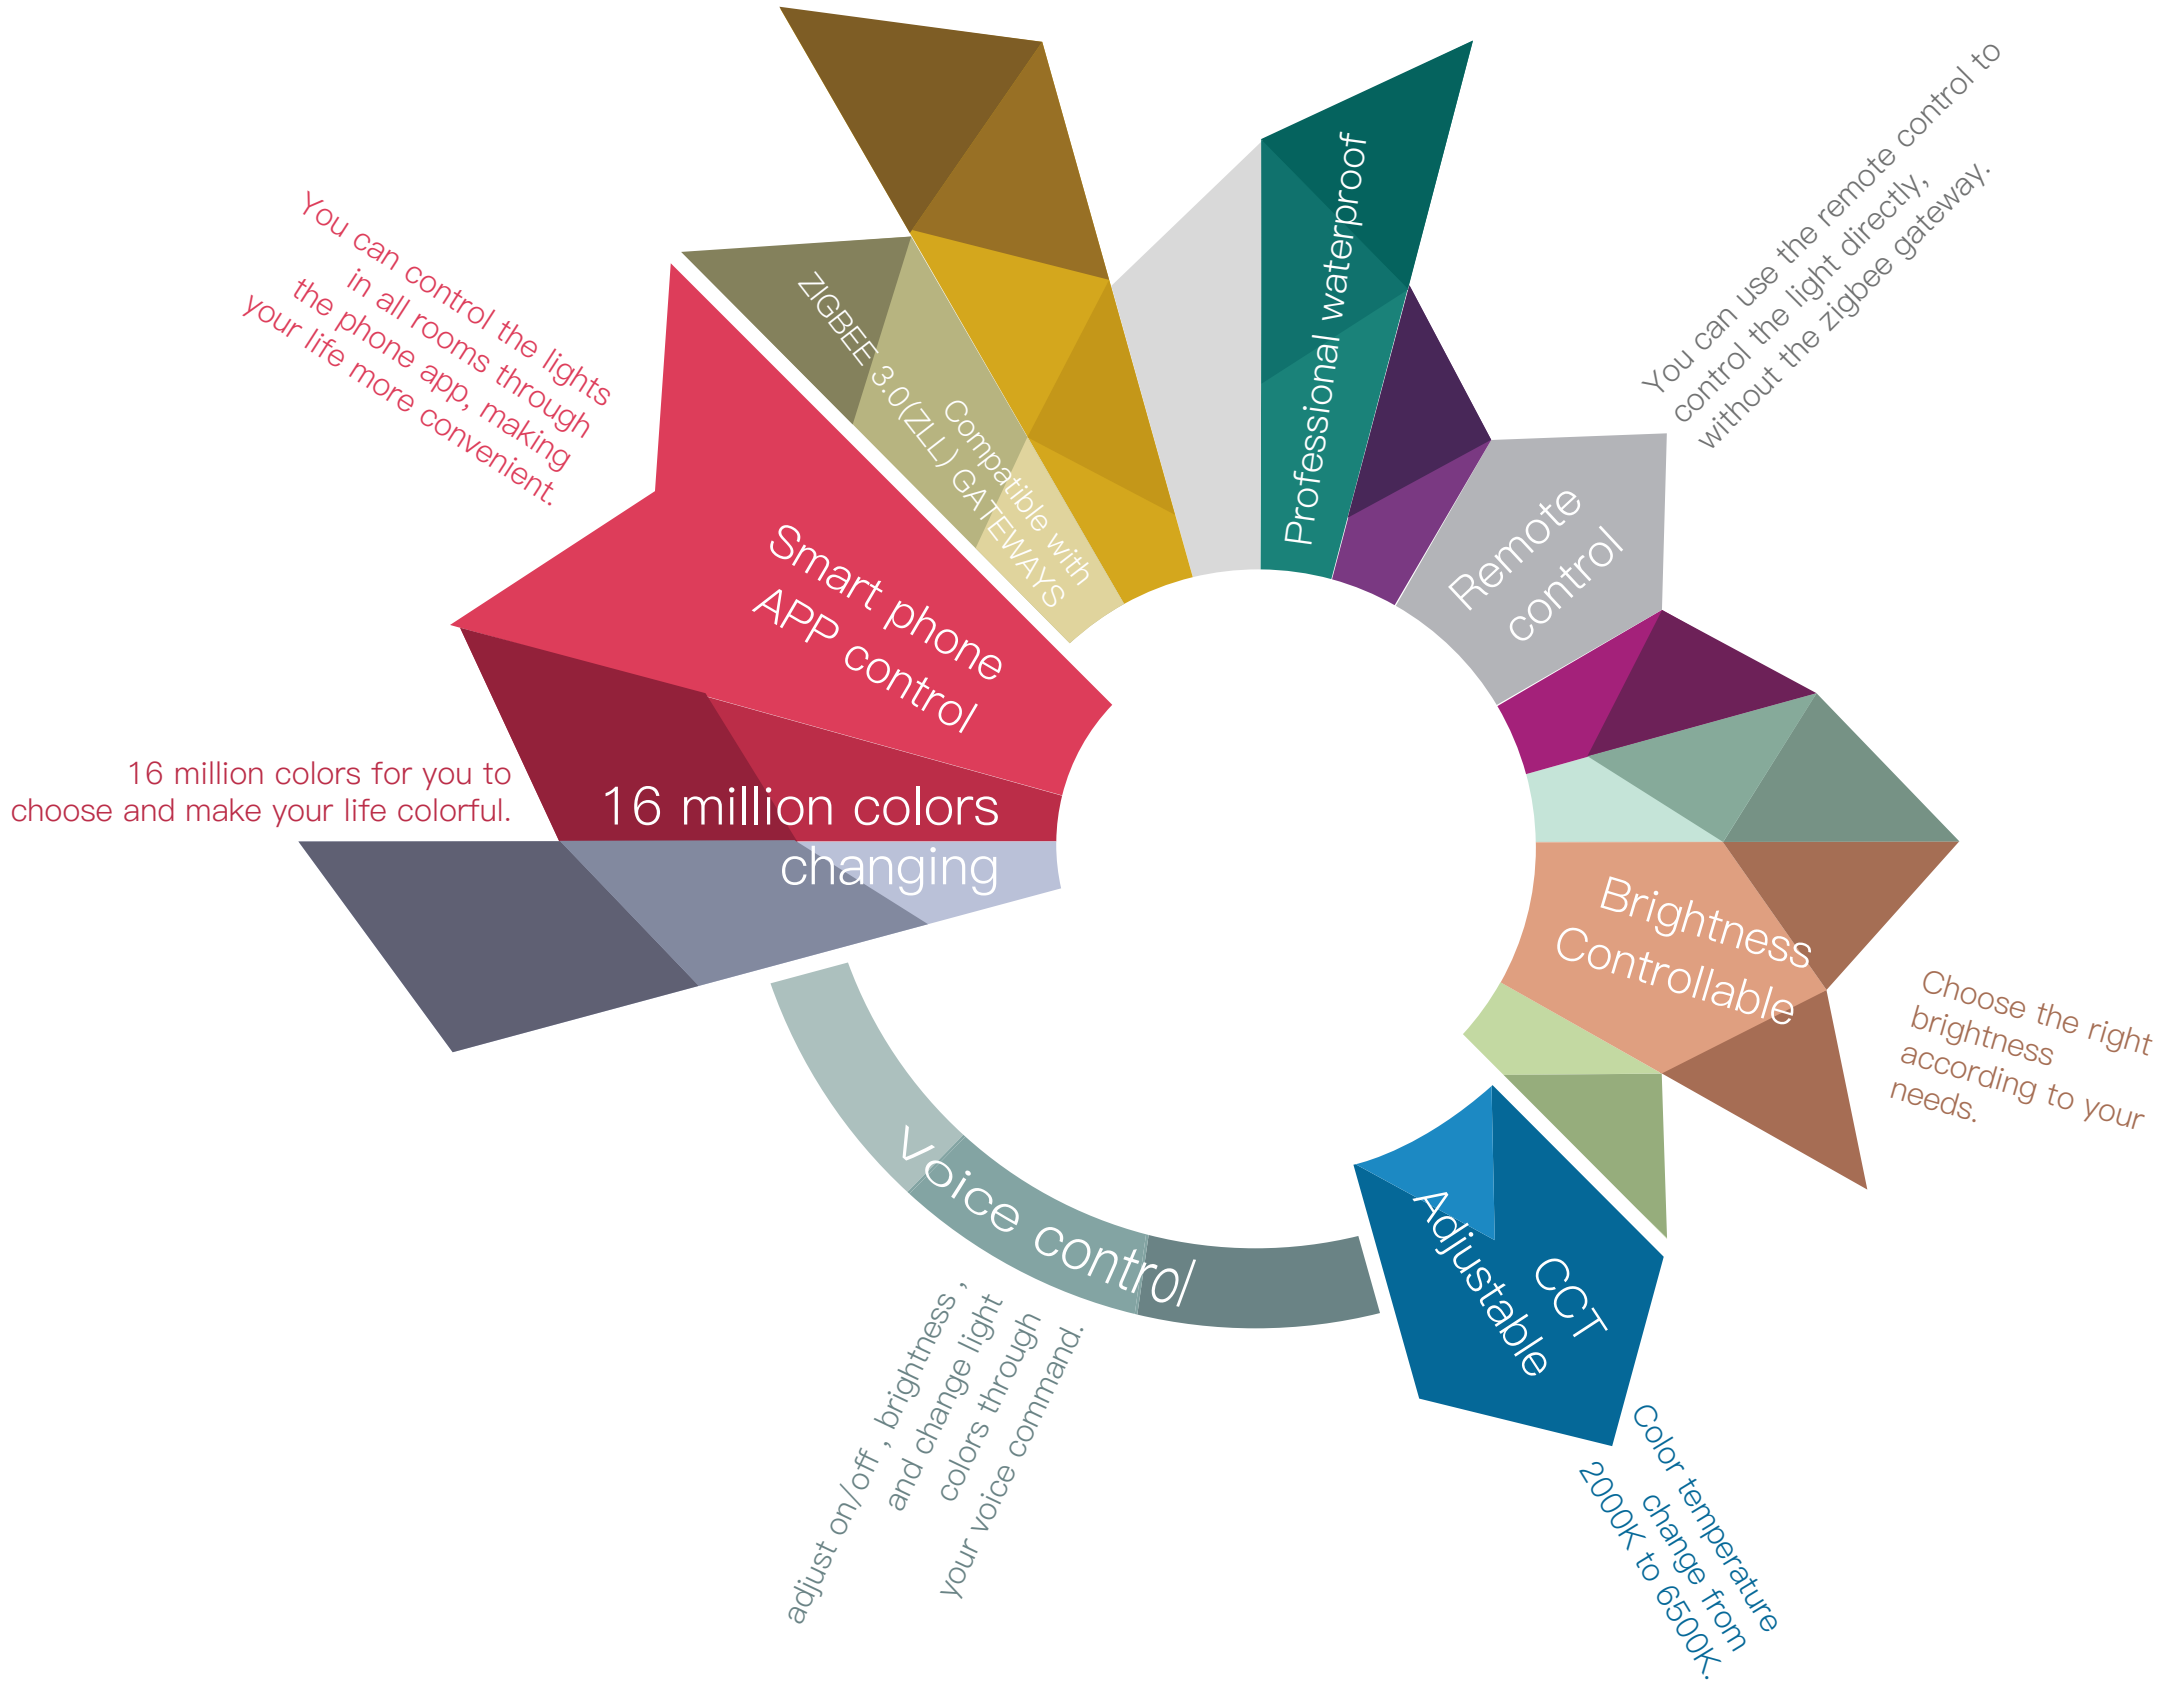 You can control the lights
in all rooms through
the phone app, making
your life more convenient.
Smart phone
APP control
Compatible with
ZIGBEE 3.0(ZLL) GATEWAYS
Professional waterproof
You can use the remote control to
control the light directly,
without the zigbee gateway.
Remote
control
16 million colors for you to
choose and make your life colorful.
16 million colors
changing
Brightness
Controllable
Choose the right
brightness
according to your
needs.
Voice control
adjust on/off , brightness ,
and change light
colors through
your voice command.
CCT
Adjustable
Color temperature
change from
2000K to 6500K.